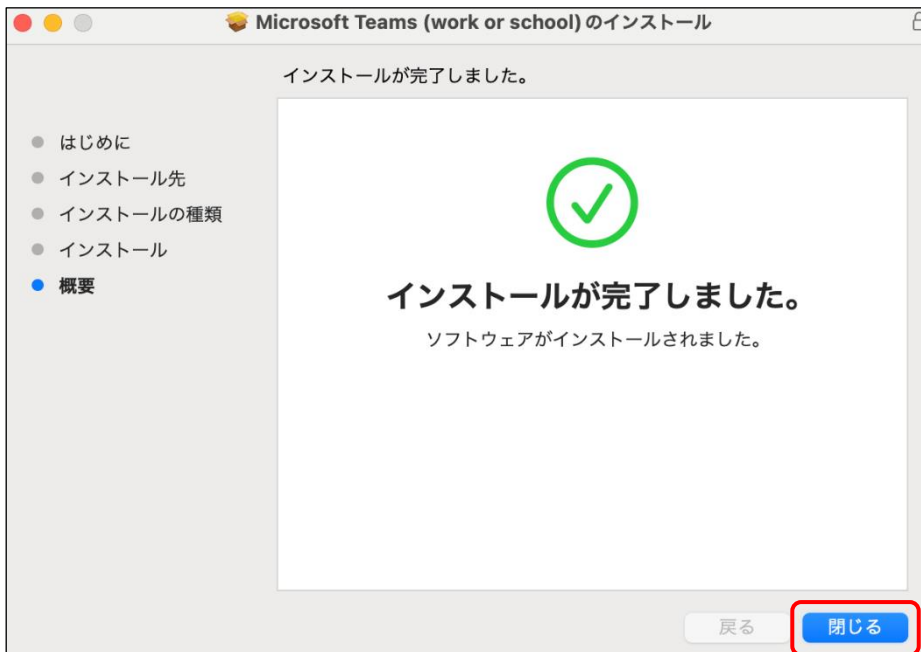 Microsoft Teams (work or school)のインストール
インストールが完了しました。
はじめに
インストール先
インストールの種類
インストール
概要
インストールが完了しました。
ソフトウェアがインストールされました。
戻る
閉じる